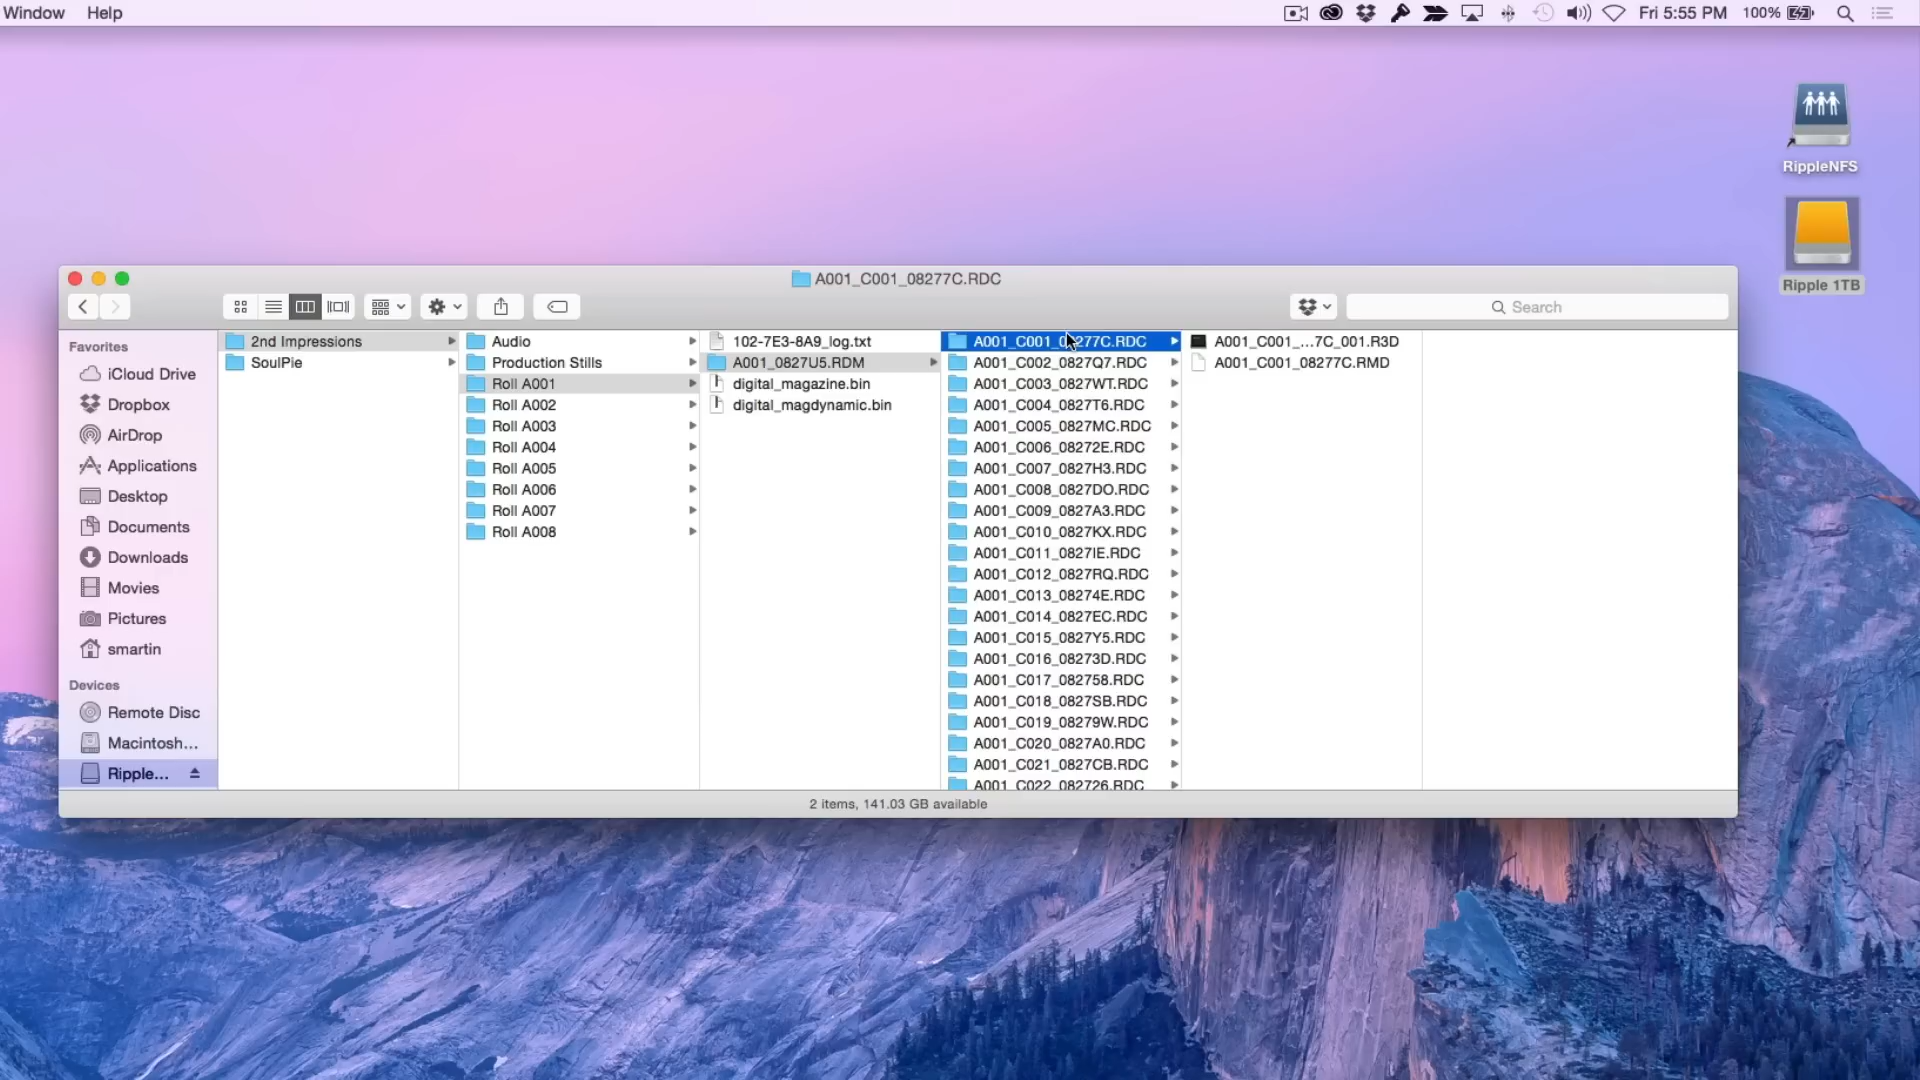 Window Help
Fri 5:55 PM 100%
RippleNFS
Ripple 1TB
A001_C001_08277C.RDC
Search
Favorites
iCloud Drive
Dropbox
AirDrop
Applications
Desktop
Documents
Downloads
Movies
Pictures
smartin
Devices
Remote Disc
Macintosh...
Ripple...
2nd Impressions
SoulPie
Audio
Production Stills
Roll A001
Roll A002
Roll A003
Roll A004
Roll A005
Roll A006
Roll A007
Roll A008
102-7E3-8A9_log.txt
A001_0827U5.RDM
digital_magazine.bin
digital_magdynamic.bin
A001_C001_08277C.RDC
A001_C002_0827Q7.RDC
A001_C003_0827WT.RDC
A001_C004_0827T6.RDC
A001_C005_0827MC.RDC
A001_C006_08272E.RDC
A001_C007_0827H3.RDC
A001_C008_0827DO.RDC
A001_C009_0827A3.RDC
A001_C010_0827KX.RDC
A001_C011_0827IE.RDC
A001_C012_0827RQ.RDC
A001_C013_08274E.RDC
A001_C014_0827EC.RDC
A001_C015_0827Y5.RDC
A001_C016_08273D.RDC
A001_C017_082758.RDC
A001_C018_0827SB.RDC
A001_C019_08279W.RDC
A001_C020_0827A0.RDC
A001_C021_0827CB.RDC
A001_C022_082726.RDC
A001_C001_...7C_001.R3D
A001_C001_08277C.RMD
2 items, 141.03 GB available